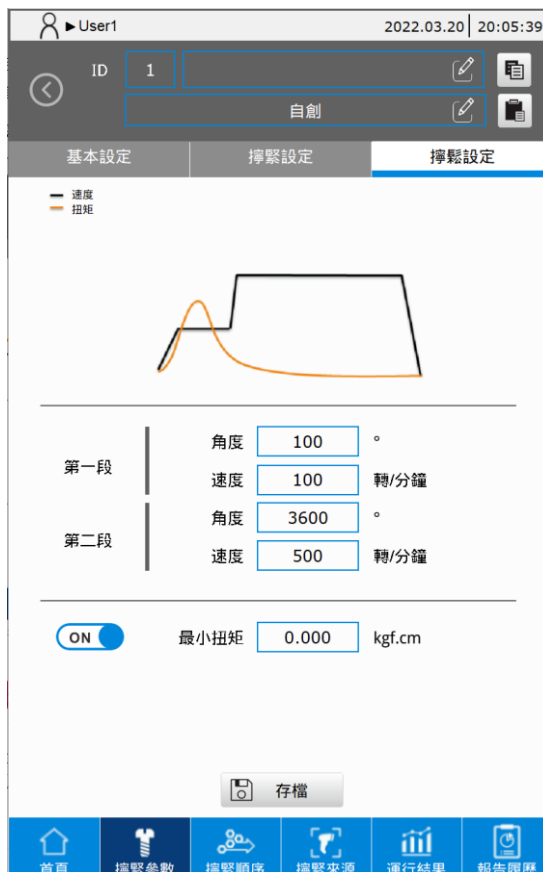 ►User1
2022.03.20 20:05:39
ID 1
自創
基本設定 擰緊設定 擰鬆設定
速度
扭矩
第一段
角度 100 °
速度 100 轉/分鐘
第二段
角度 3600 °
速度 500 轉/分鐘
ON 最小扭矩 0.000 kgf.cm
存檔
首頁 擰緊參數 擰緊順序 擰緊來源 運行結果 報告履歷